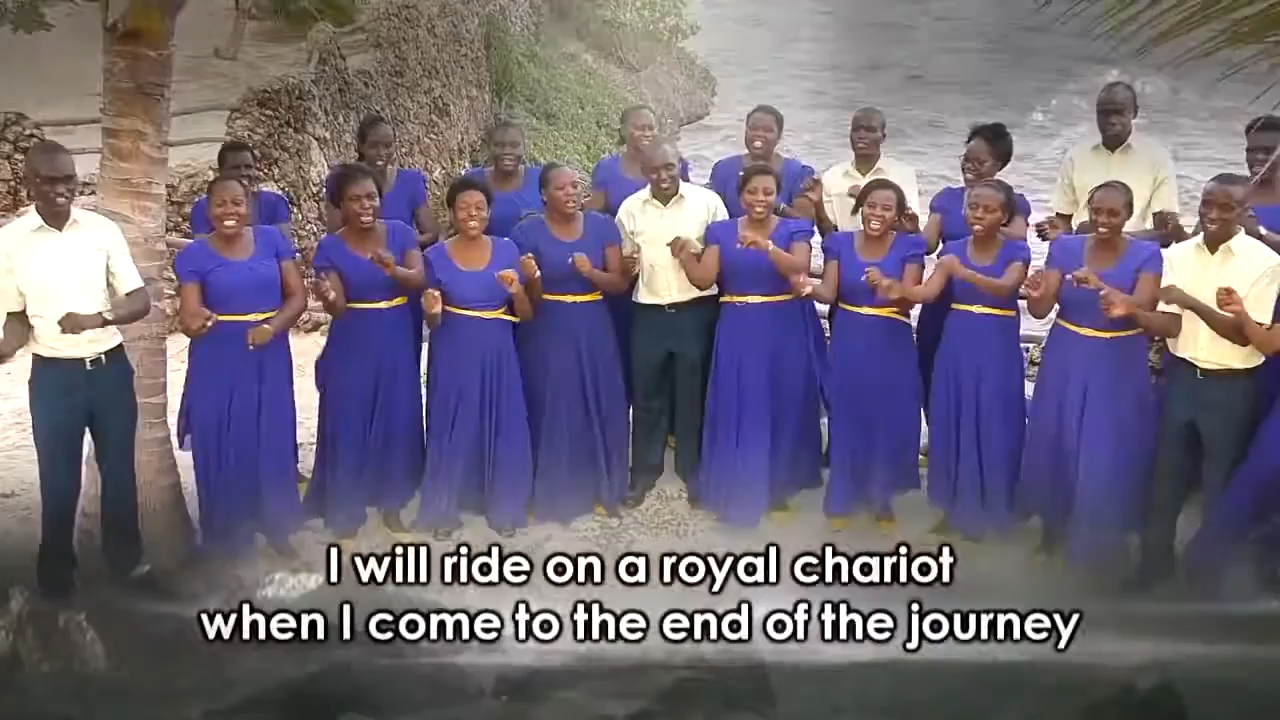 I will ride on a royal chariot
when I come to the end of the journey